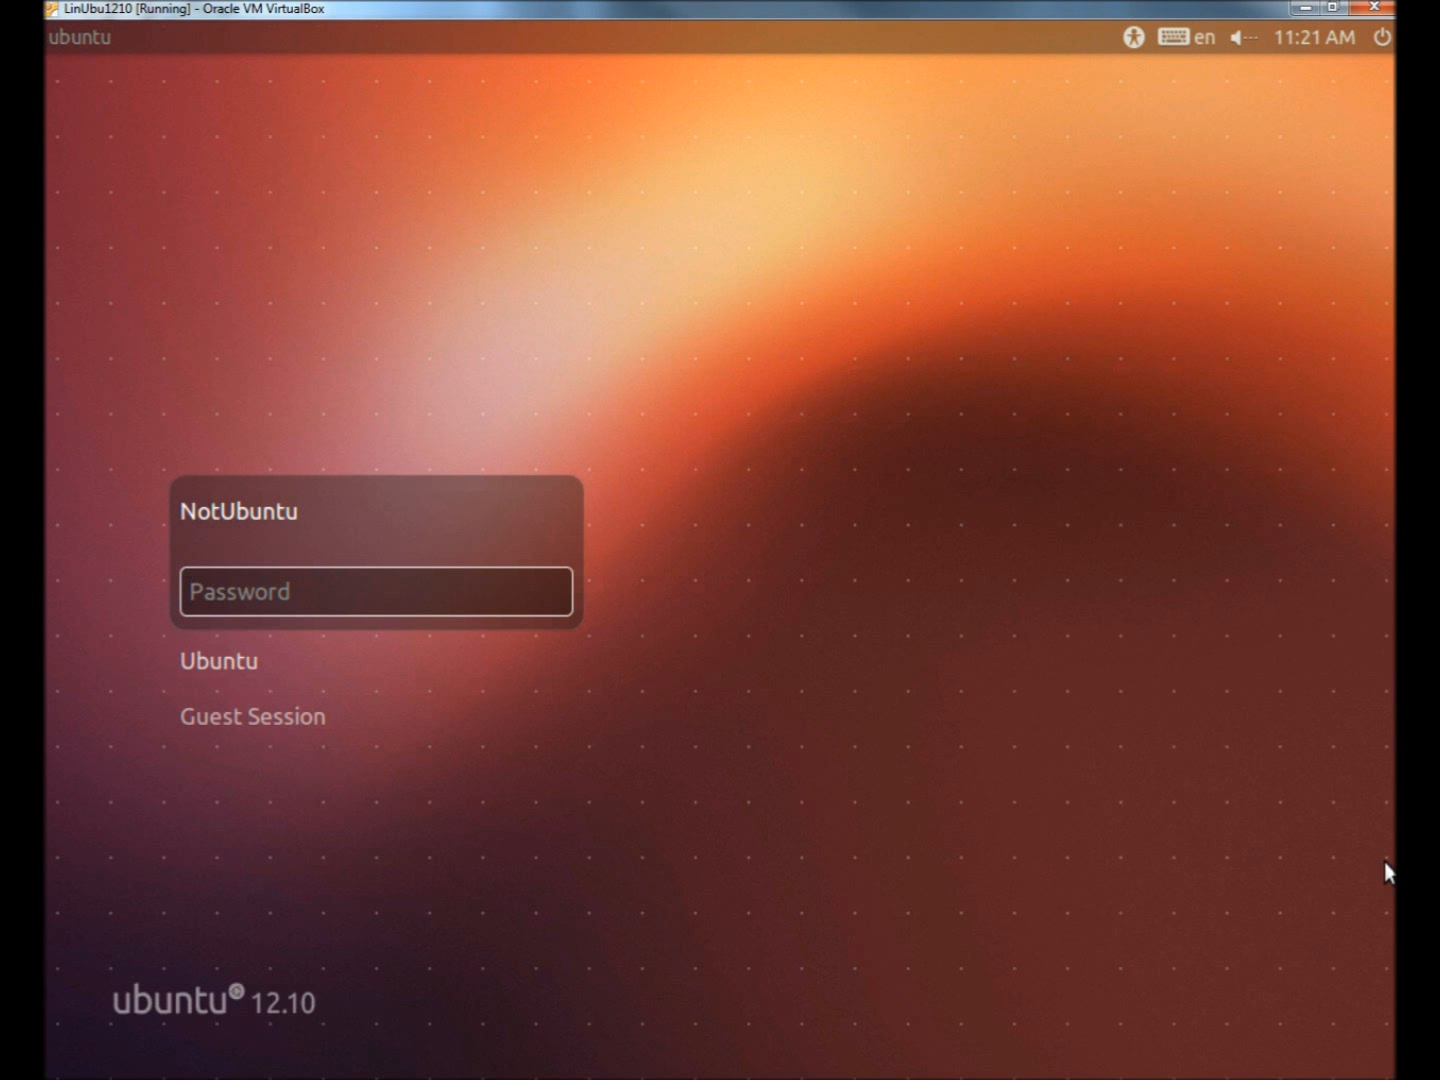 LinUbu1210 [Running] - Oracle VM VirtualBox
ubuntu
en
11:21 AM
NotUbuntu
Password
Ubuntu
Guest Session
ubuntu 12.10